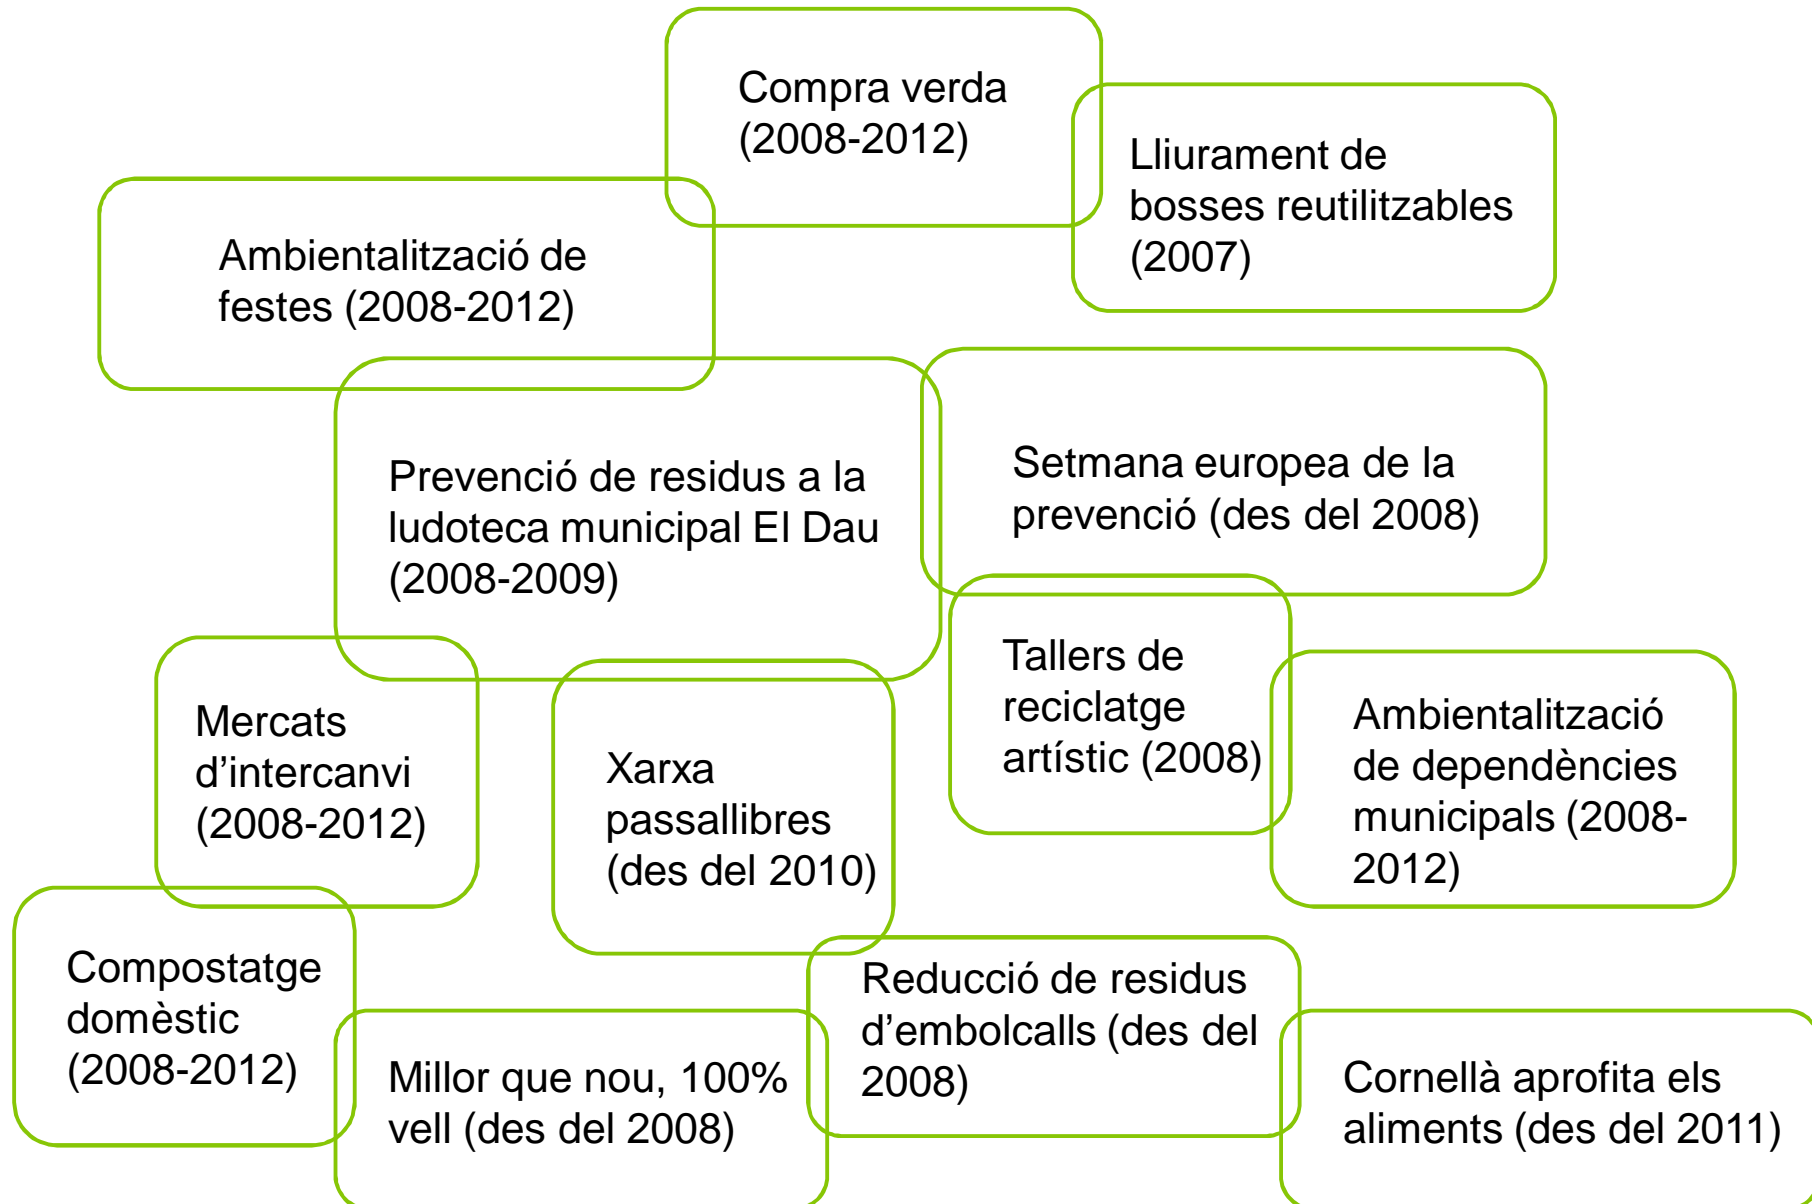 Compra verda
(2008-2012)
Lliurament de
bosses reutilitzables
(2007)
Ambientalització de
festes (2008-2012)
Prevenció de residus a la
ludoteca municipal El Dau
(2008-2009)
Setmana europea de la
prevenció (des del 2008)
Tallers de
reciclatge
artístic (2008)
Ambientalització
de dependències
municipals (2008-
2012)
Mercats
d’intercanvi
(2008-2012)
Xarxa
passallibres
(des del 2010)
Compostatge
domèstic
(2008-2012)
Millor que nou, 100%
vell (des del 2008)
Reducció de residus
d’embolcalls (des del
2008)
Cornellà aprofita els
aliments (des del 2011)